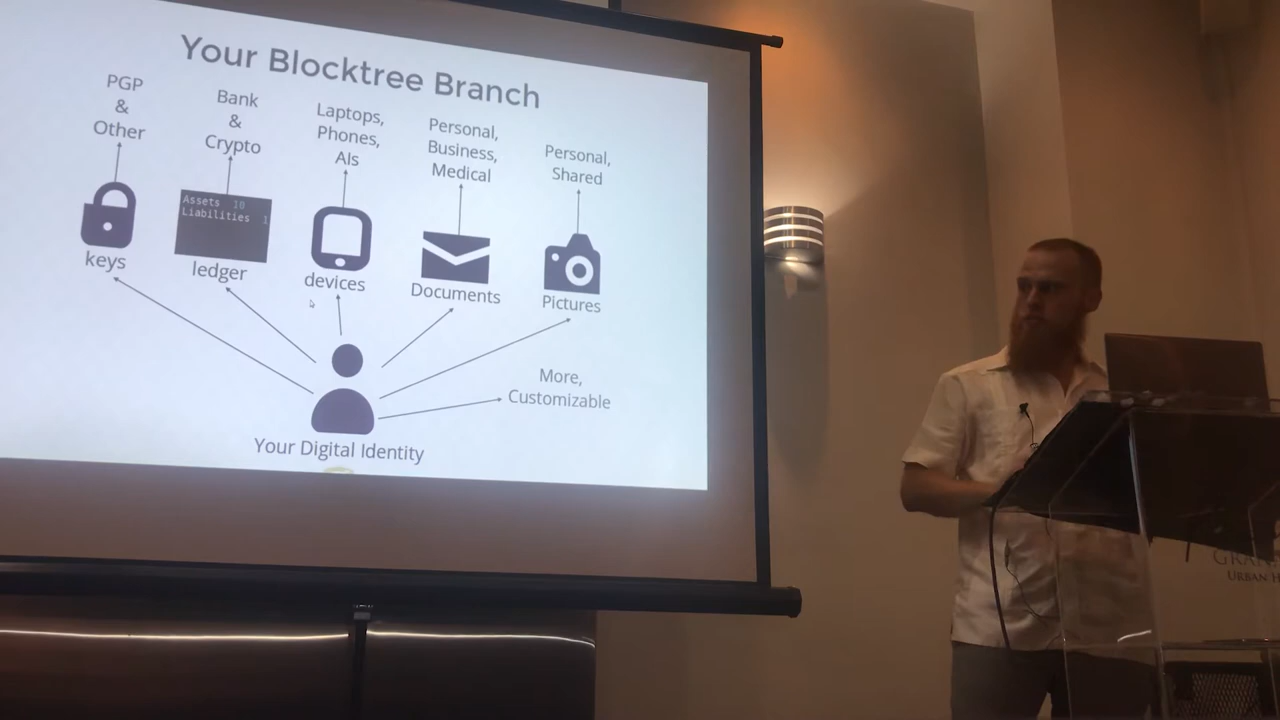 Your Blocktree Branch
PGP
&
Other
Bank
&
Crypto
Laptops,
Phones,
AIs
Personal,
Business,
Medical
Personal,
Shared
Assets 10
Liabilities 1
keys
ledger
devices
Documents
Pictures
More,
Customizable
Your Digital Identity
URBAN